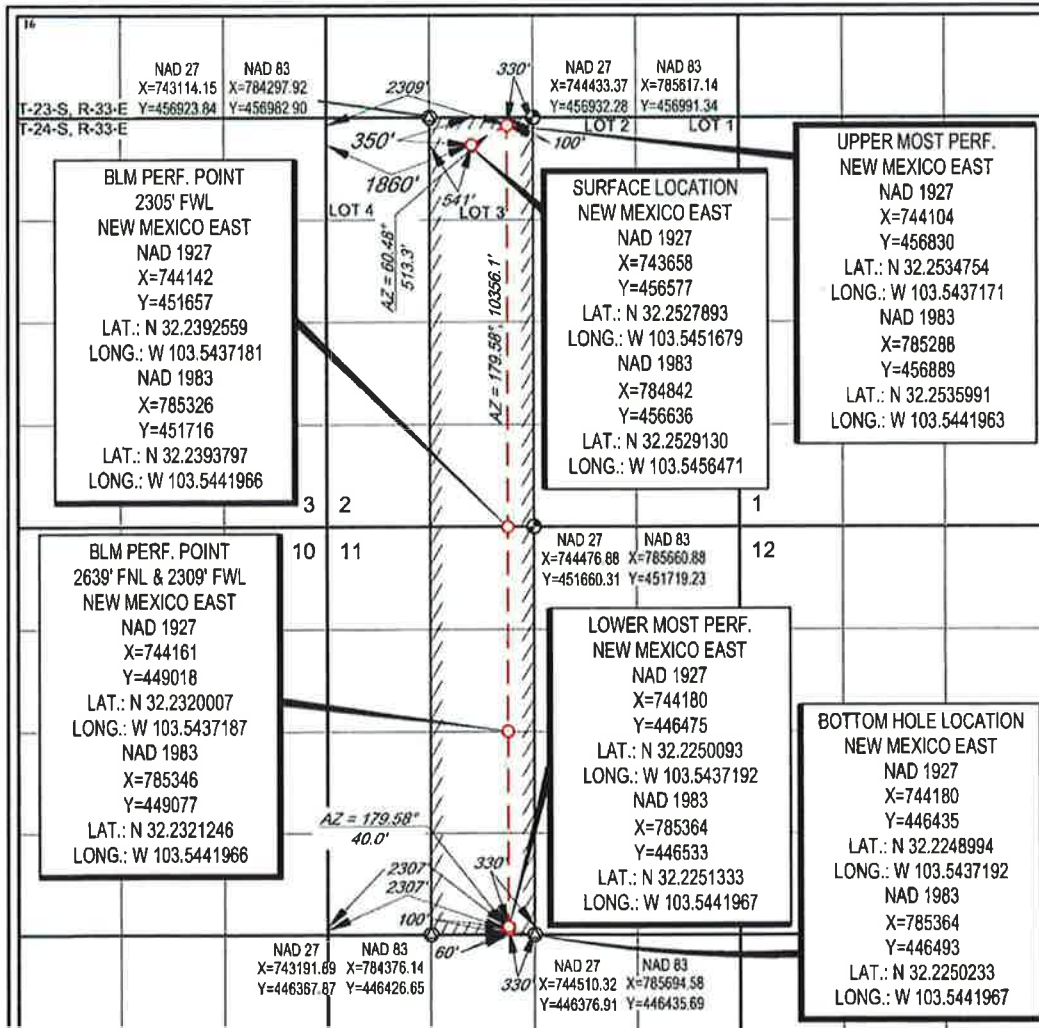 16
NAD 27 NAD 83
X=743114.15 X=784297.92
Y=456923.84 Y=456982.90
T-23-S, R-33-E
T-24-S, R-33-E
2309'
330'
NAD 27 NAD 83
X=744433.37 X=785617.14
Y=456932.28 Y=456991.34
LOT 2 LOT 1
100'
350'
1860'
541'
LOT 4
LOT 3
AZ = 60.48°
513.3'
AZ = 179.58°, 10356.1'
BLM PERF. POINT
2305' FWL
NEW MEXICO EAST
NAD 1927
X=744142
Y=451657
LAT.: N 32.2392559
LONG.: W 103.5437181
NAD 1983
X=785326
Y=451716
LAT.: N 32.2393797
LONG.: W 103.5441966
SURFACE LOCATION
NEW MEXICO EAST
NAD 1927
X=743658
Y=456577
LAT.: N 32.2527893
LONG.: W 103.5451679
NAD 1983
X=784842
Y=456636
LAT.: N 32.2529130
LONG.: W 103.5456471
UPPER MOST PERF.
NEW MEXICO EAST
NAD 1927
X=744104
Y=456830
LAT.: N 32.2534754
LONG.: W 103.5437171
NAD 1983
X=785288
Y=456889
LAT.: N 32.2535991
LONG.: W 103.5441963
3 2
1
10 11
12
NAD 27 NAD 83
X=744476.88 X=785660.88
Y=451660.31 Y=451719.23
BLM PERF. POINT
2639' FNL & 2309' FWL
NEW MEXICO EAST
NAD 1927
X=744161
Y=449018
LAT.: N 32.2320007
LONG.: W 103.5437187
NAD 1983
X=785346
Y=449077
LAT.: N 32.2321246
LONG.: W 103.5441966
LOWER MOST PERF.
NEW MEXICO EAST
NAD 1927
X=744180
Y=446475
LAT.: N 32.2250093
LONG.: W 103.5437192
NAD 1983
X=785364
Y=446533
LAT.: N 32.2251333
LONG.: W 103.5441967
BOTTOM HOLE LOCATION
NEW MEXICO EAST
NAD 1927
X=744180
Y=446435
LAT.: N 32.2248994
LONG.: W 103.5437192
NAD 1983
X=785364
Y=446493
LAT.: N 32.2250233
LONG.: W 103.5441967
AZ = 179.58°
40.0'
330'
2307'
2307'
100'
60'
330'
NAD 27 NAD 83
X=743191.69 X=784376.14
Y=446367.87 Y=446426.65
NAD 27 NAD 83
X=744510.32 X=785694.58
Y=446376.91 Y=446435.69